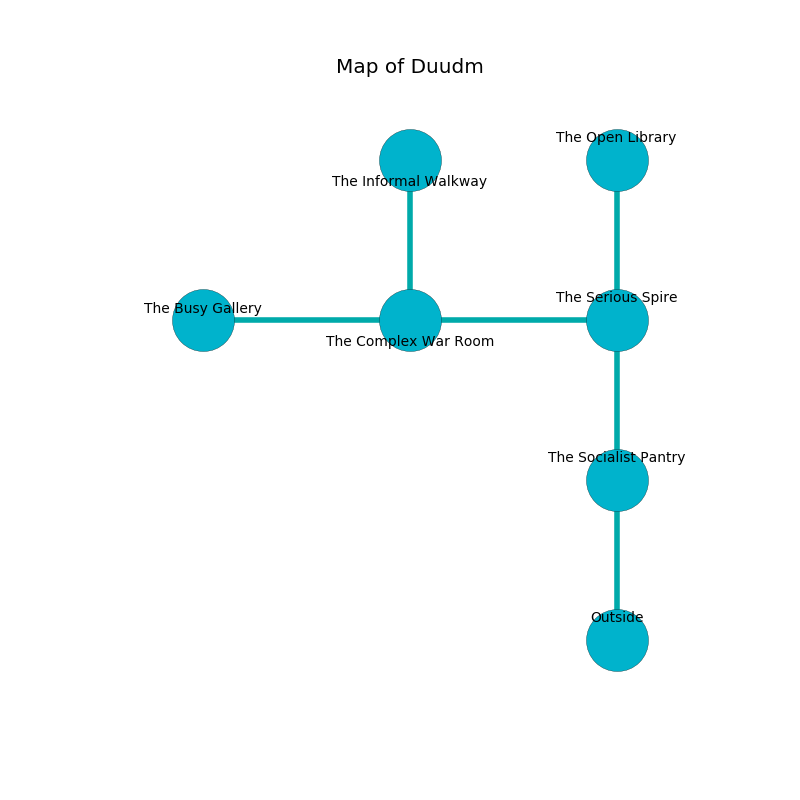 Map of Duudm
The Open Library
The Informal Walkway
The Serious Spire
The Busy Gallery
The Complex War Room
The Socialist Pantry
Outside